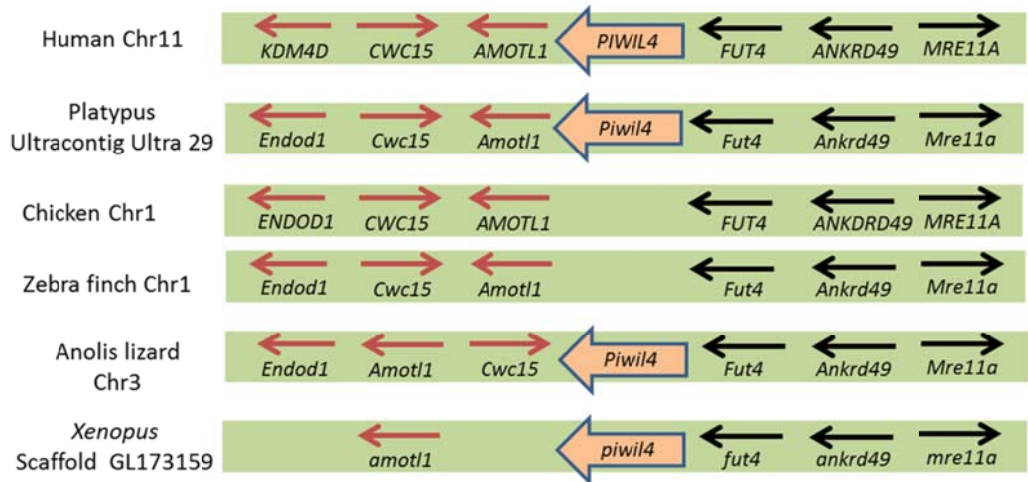 Human Chr11
KDM4D CWC15 AMOTL1 PIWIL4 FUT4 ANKRD49 MRE11A
Platypus
Ultracontig Ultra 29
Endod1 Cwc15 Amotl1 Piwil4 Fut4 Ankrd49 Mre11a
Chicken Chr1
ENDOD1 CWC15 AMOTL1 FUT4 ANKDRD49 MRE11A
Zebra finch Chr1
Endod1 Cwc15 Amotl1 Fut4 Ankrd49 Mre11a
Anolis lizard
Chr3
Endod1 Amotl1 Cwc15 Piwil4 Fut4 Ankrd49 Mre11a
Xenopus
Scaffold GL173159
amotl1 piwil4 fut4 ankrd49 mre11a